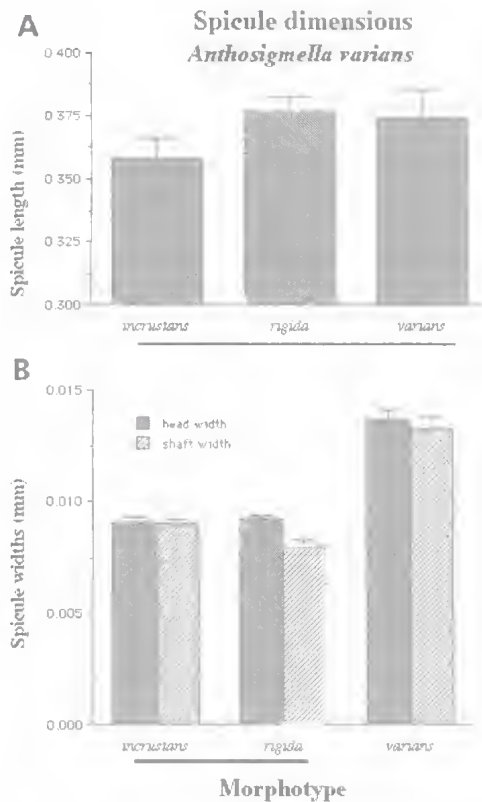 A
Spicule dimensions
Anthosigmella varians
Spicule length (mm)
0.400
0.375
0.350
0.325
0.300
incrustans
rigida
varians
B
Spicule widths (mm)
0.015
0.010
0.005
0.000
head width
shaft width
incrustans
rigida
varians
Morphotype